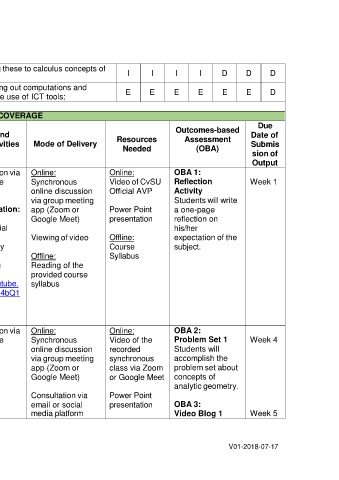 g these to calculus concepts of
I I I I D D D
ng out computations and
e use of ICT tools;
E E E E E E D
COVERAGE
nd
vities
Mode of Delivery
Resources
Needed
Outcomes-based
Assessment
(OBA)
Due
Date of
Submis
sion of
Output
on via
e
ation:
ial
y
utube.
4bQ1
Online:
Synchronous
online discussion
via group meeting
app (Zoom or
Google Meet)
Viewing of video
Offline:
Reading of the
provided course
syllabus
Online:
Video of CvSU
Official AVP
Power Point
presentation
Offline:
Course
Syllabus
OBA 1:
Reflection
Activity
Students will write
a one-page
reflection on
his/her
expectation of the
subject.
Week 1
on via
e
Online:
Synchronous
online discussion
via group meeting
app (Zoom or
Google Meet)
Consultation via
email or social
media platform
Online:
Video of the
recorded
synchronous
class via Zoom
or Google Meet
Power Point
presentation
OBA 2:
Problem Set 1
Students will
accomplish the
problem set about
concepts of
analytic geometry.
OBA 3:
Video Blog 1
Week 4
Week 5
V01-2018-07-17